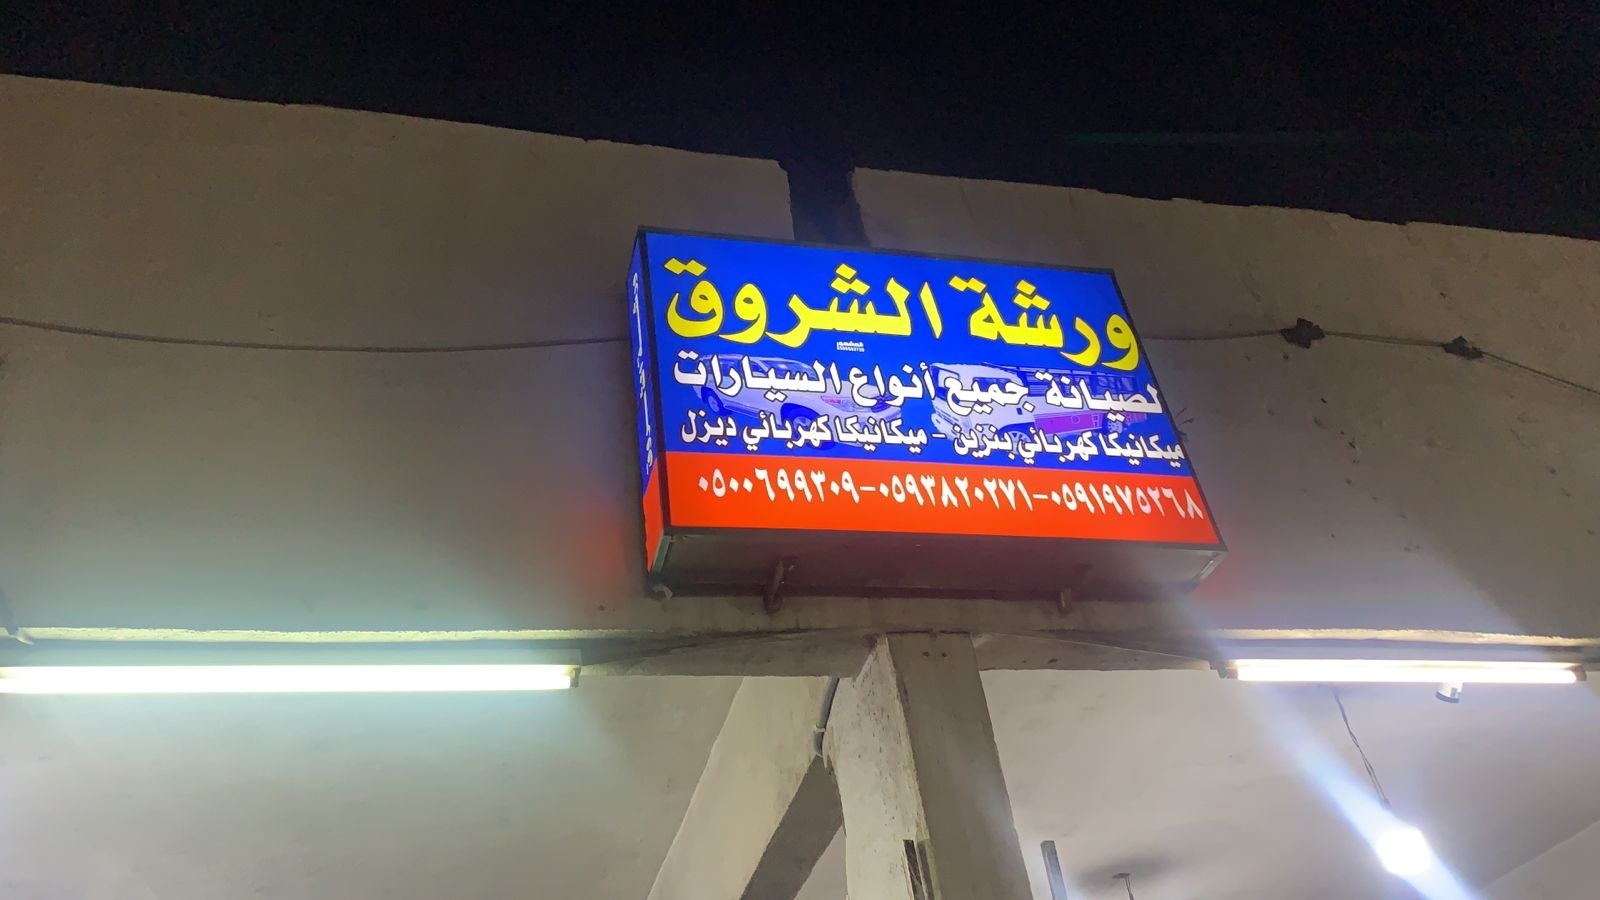 ورشة الشروق
لصيانة جميع أنواع السيارات
ميكانيكا كهربائي بنزين - ميكانيكا كهربائي ديزل
٠٥٠٠٦٩٩٣٠٩-٠٥٩٣٨٢٠٢٧١-٠٥٩١٩٧٥٢٦٨